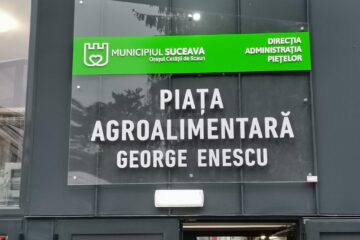 MUNICIPIUL SUCEAVA
Orașul Cetății de Scaun
DIRECȚIA
ADMINISTRAȚIA
PIEȚELOR
PIAȚA
AGROALIMENTARĂ
GEORGE ENESCU